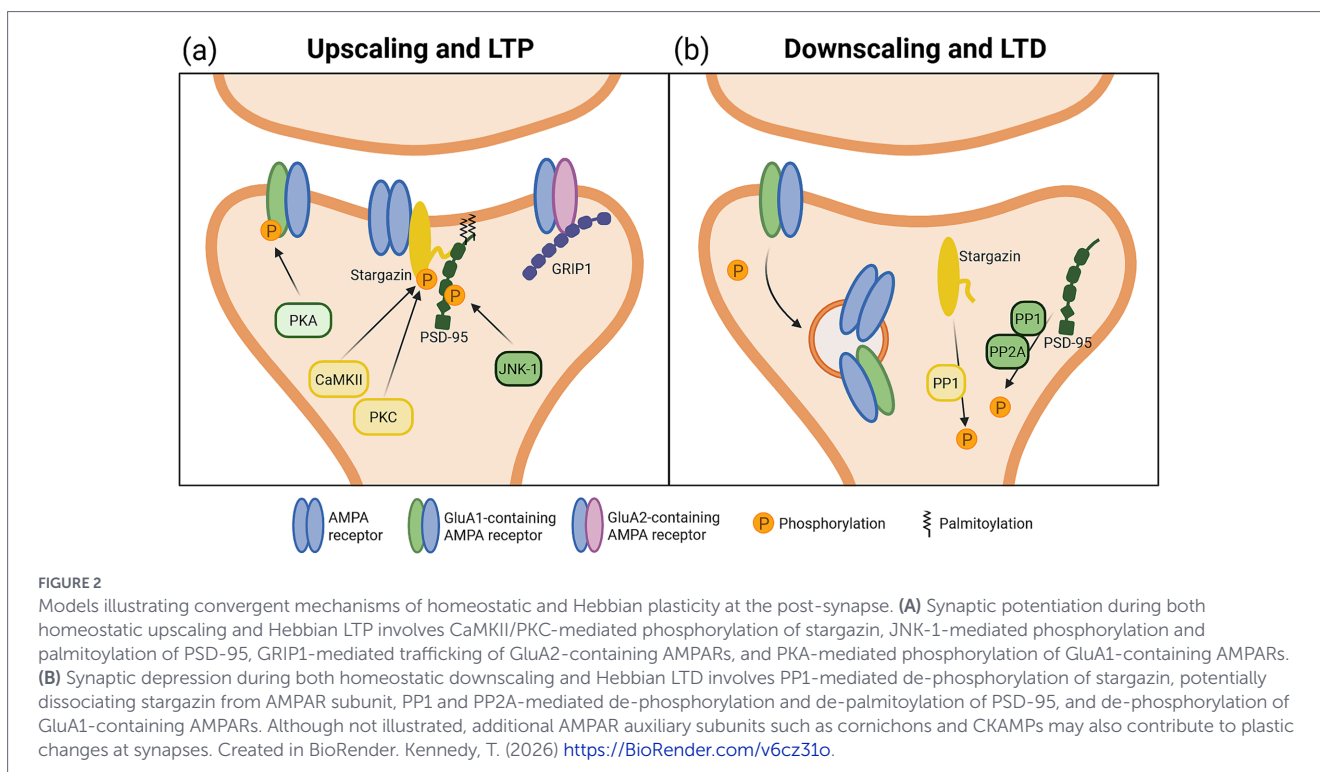 (a) Upscaling and LTP
(b) Downscaling and LTD
P
PKA
Stargazin
P
P
PSD-95
CaMKII
PKC
JNK-1
GRIP1
P
Stargazin
PP1
PP2A
PSD-95
PP1
P
P
AMPA
receptor
GluA1-containing
AMPA receptor
GluA2-containing
AMPA receptor
P Phosphorylation
Palmitoylation
FIGURE 2
Models illustrating convergent mechanisms of homeostatic and Hebbian plasticity at the post-synapse. (A) Synaptic potentiation during both
homeostatic upscaling and Hebbian LTP involves CaMKII/PKC-mediated phosphorylation of stargazin, JNK-1-mediated phosphorylation and
palmitoylation of PSD-95, GRIP1-mediated trafficking of GluA2-containing AMPARs, and PKA-mediated phosphorylation of GluA1-containing AMPARs.
(B) Synaptic depression during both homeostatic downscaling and Hebbian LTD involves PP1-mediated de-phosphorylation of stargazin, potentially
dissociating stargazin from AMPAR subunit, PP1 and PP2A-mediated de-phosphorylation and de-palmitoylation of PSD-95, and de-phosphorylation of
GluA1-containing AMPARs. Although not illustrated, additional AMPAR auxiliary subunits such as cornichons and CKAMPs may also contribute to plastic
changes at synapses. Created in BioRender. Kennedy, T. (2026) https://BioRender.com/v6cz31o.